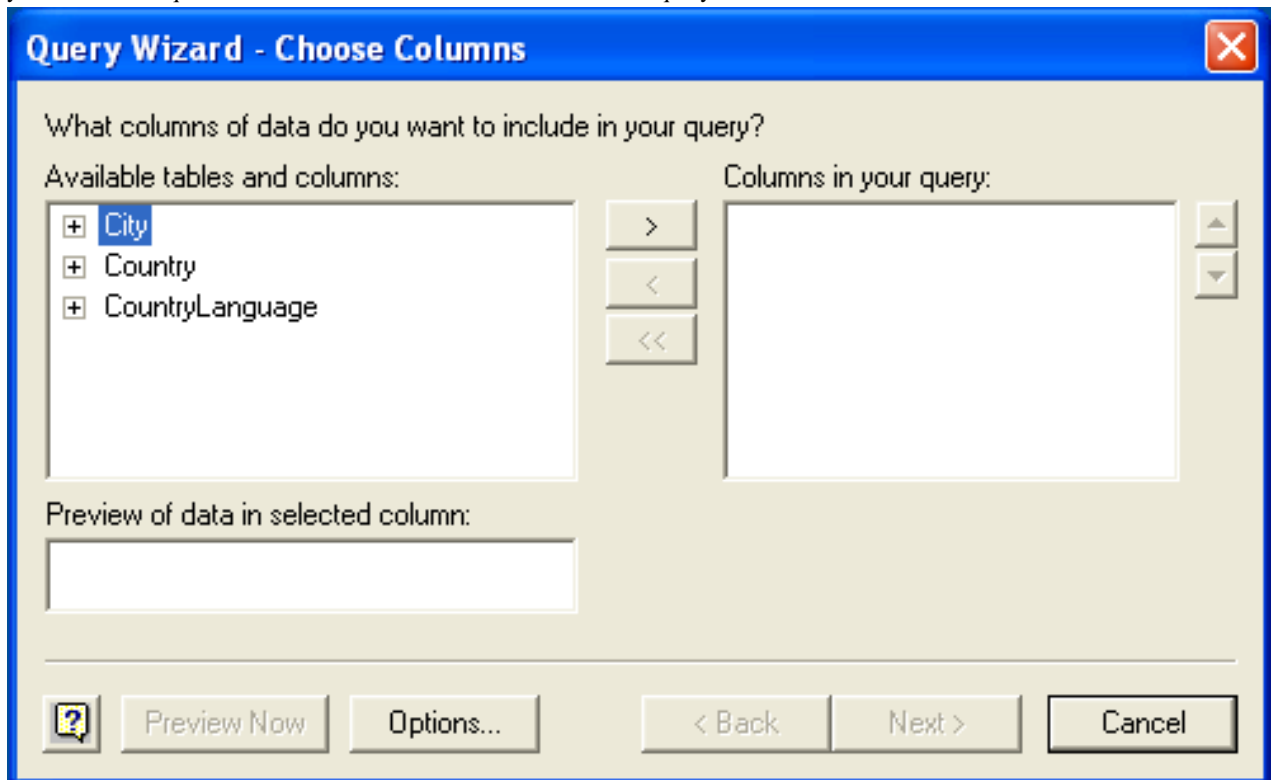 Query Wizard - Choose Columns
What columns of data do you want to include in your query?
Available tables and columns:
Columns in your query:
City
Country
CountryLanguage
>
<
<<
Preview of data in selected column:
Preview Now
Options...
< Back
Next >
Cancel